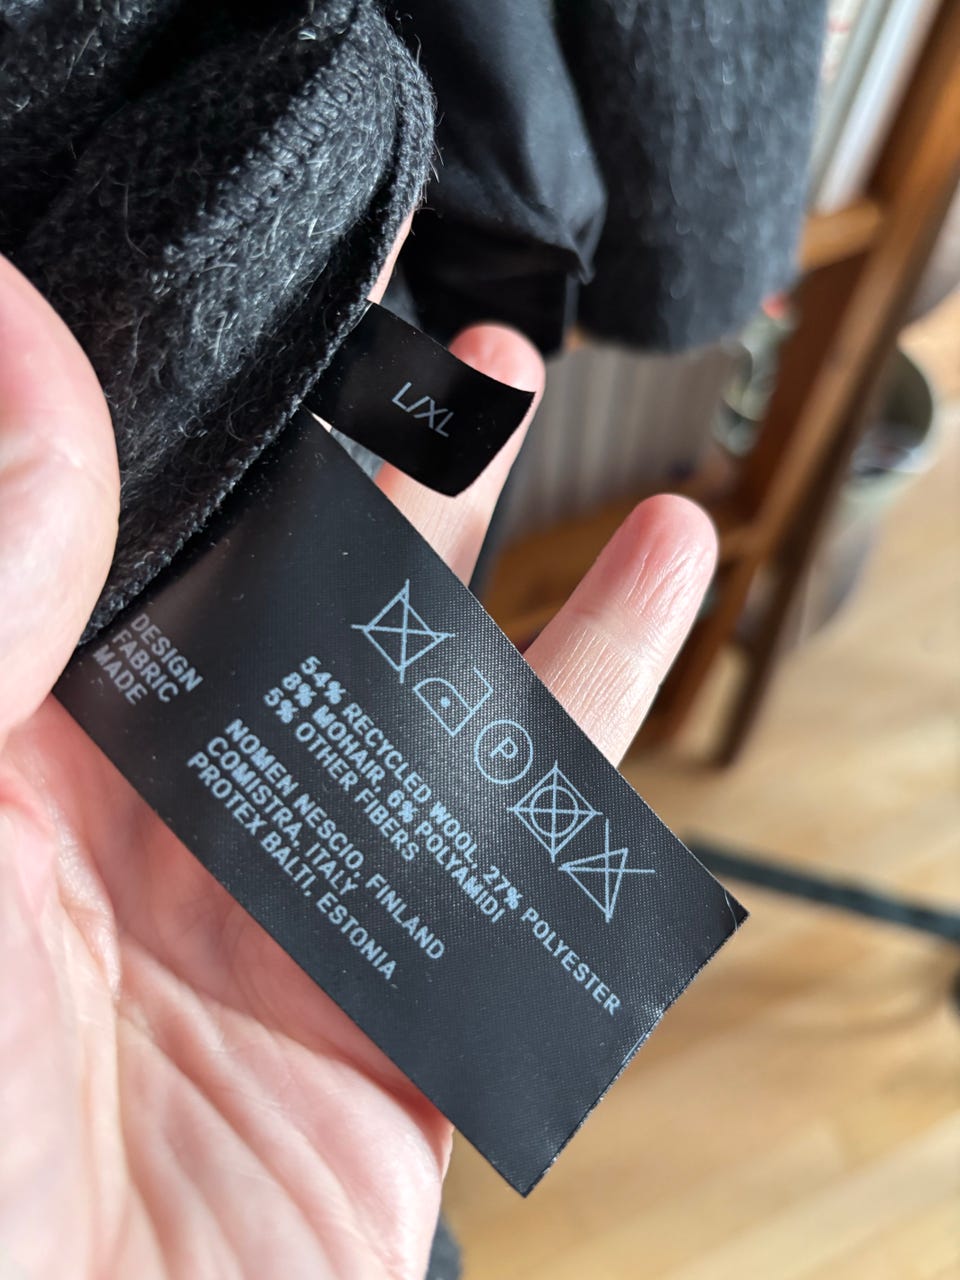 L/XL
P
54% RECYCLED WOOL, 27% POLYESTER
8% MOHAIR, 6% POLYAMIDI
5% OTHER FIBERS
DESIGN NOMEN NESCIO, FINLAND
FABRIC COMISTRA, ITALY
MADE PROTEX BALTI, ESTONIA